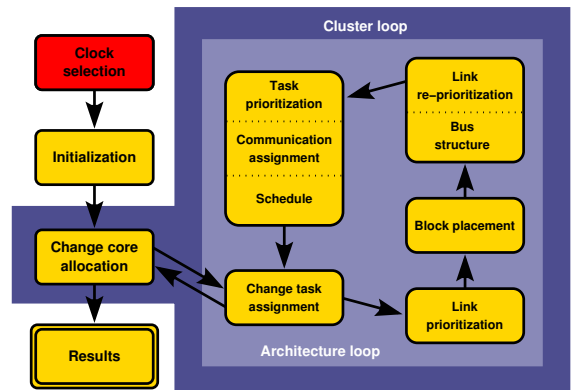 Cluster loop
Clock
selection
Initialization
Change core
allocation
Results
Task
prioritization
Communication
assignment
Schedule
Change task
assignment
Link
re-prioritization
Bus
structure
Block placement
Link
prioritization
Architecture loop